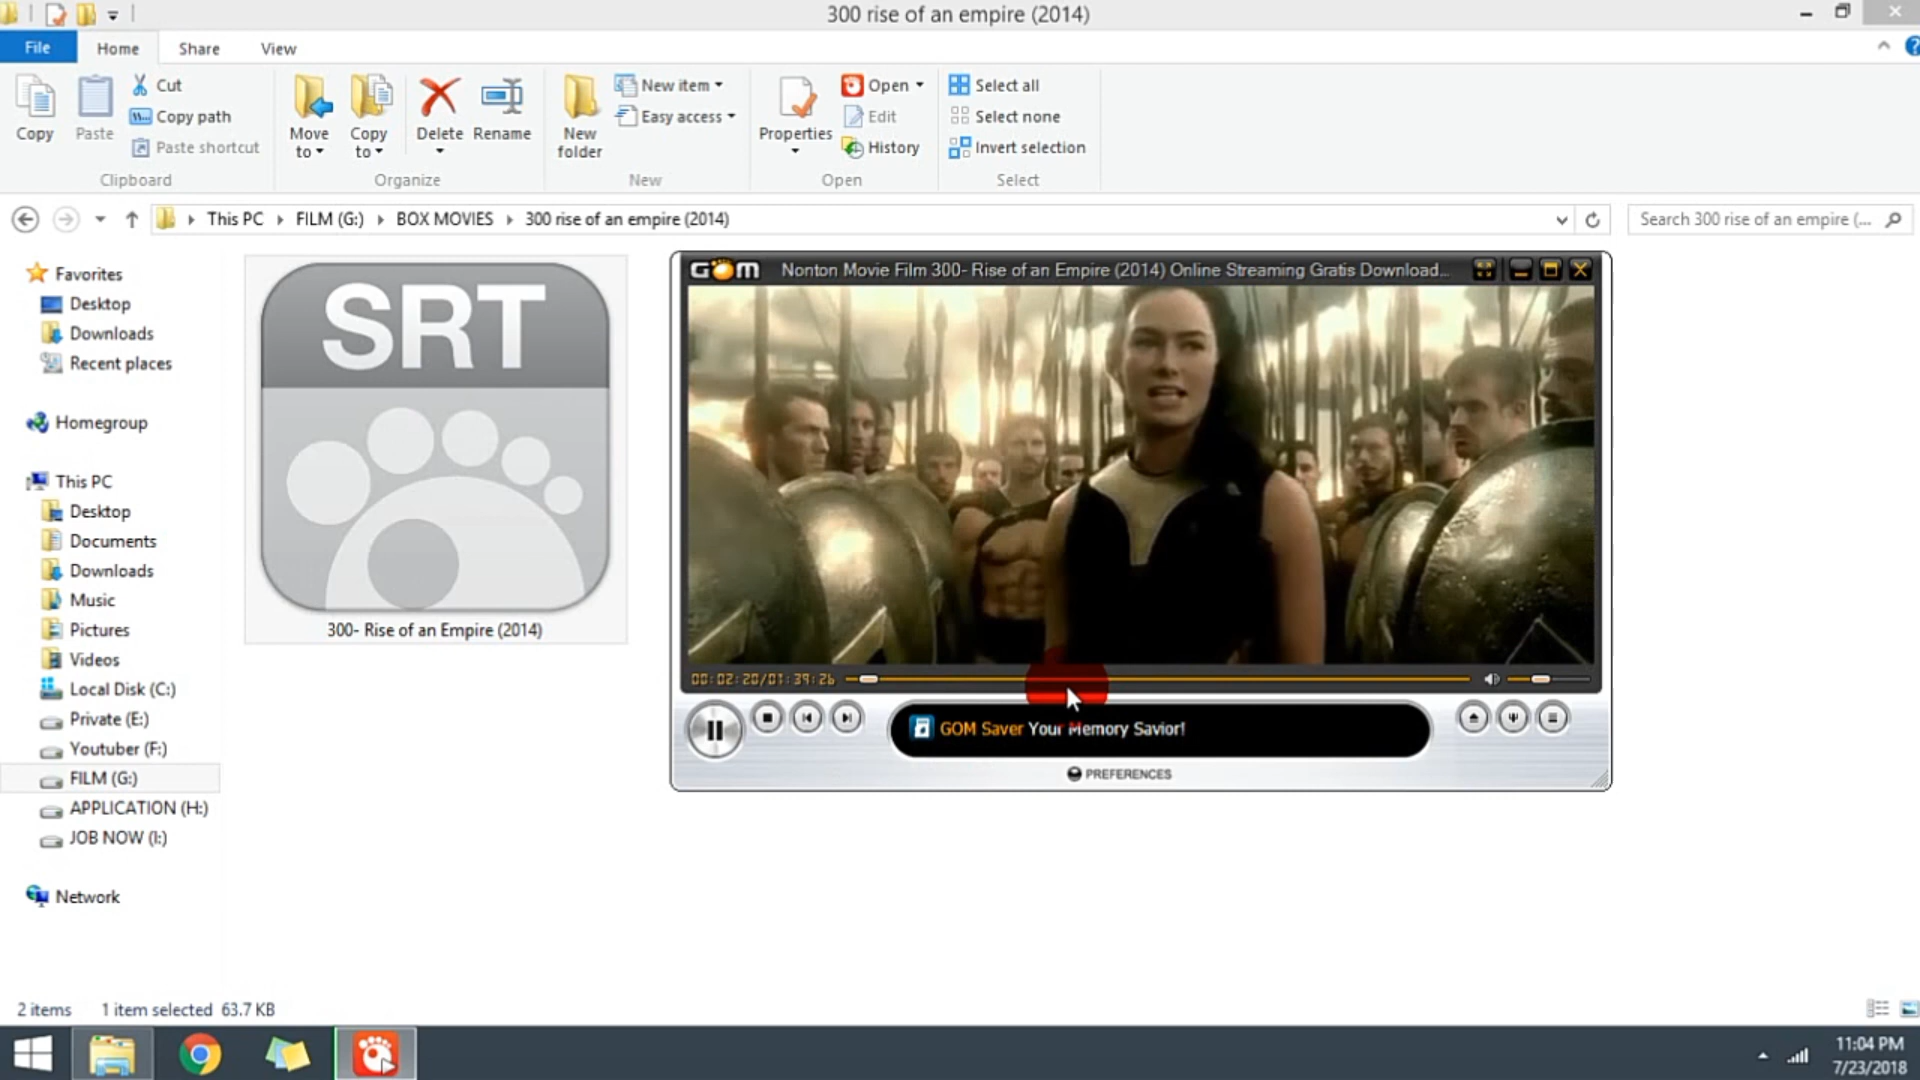 300 rise of an empire (2014)
File Home Share View
Copy
Paste
Cut
Copy path
Paste shortcut
Clipboard
Move to
Copy to
Delete
Rename
Organize
New folder
New item
Easy access
New
Properties
Open
Edit
History
Open
Select all
Select none
Invert selection
Select
This PC FILM (G:) BOX MOVIES 300 rise of an empire (2014)
Search 300 rise of an empire (...
Favorites
Desktop
Downloads
Recent places
Homegroup
This PC
Desktop
Documents
Downloads
Music
Pictures
Videos
Local Disk (C:)
Private (E:)
Youtuber (F:)
FILM (G:)
APPLICATION (H:)
JOB NOW (I:)
Network
SRT
300- Rise of an Empire (2014)
GOM Nonton Movie Film 300- Rise of an Empire (2014) Online Streaming Gratis Download...
00:02:20/01:39:26
GOM Saver Your Memory Savior!
PREFERENCES
2 items 1 item selected 63.7 KB
11:04 PM
7/23/2018